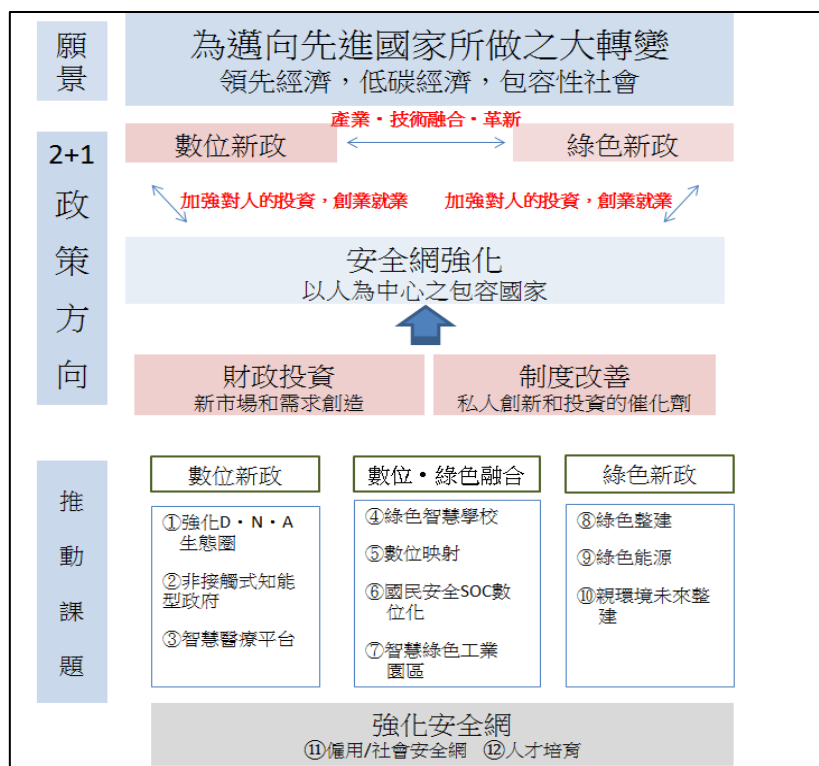 願景
為邁向先進國家所做之大轉變
領先經濟，低碳經濟，包容性社會
2+1政策方向
產業・技術融合・革新
數位新政
綠色新政
加強對人的投資，創業就業
加強對人的投資，創業就業
安全網強化
以人為中心之包容國家
財政投資
新市場和需求創造
制度改善
私人創新和投資的催化劑
推動課題
數位新政
①強化D・N・A
生態圈
②非接觸式知能
型政府
③智慧醫療平台
數位・綠色融合
④綠色智慧學校
⑤數位映射
⑥國民安全SOC數
位化
⑦智慧綠色工業
園區
綠色新政
⑧綠色整建
⑨綠色能源
⑩親環境未來整
建
強化安全網
⑪僱用/社會安全網 ⑫人才培育